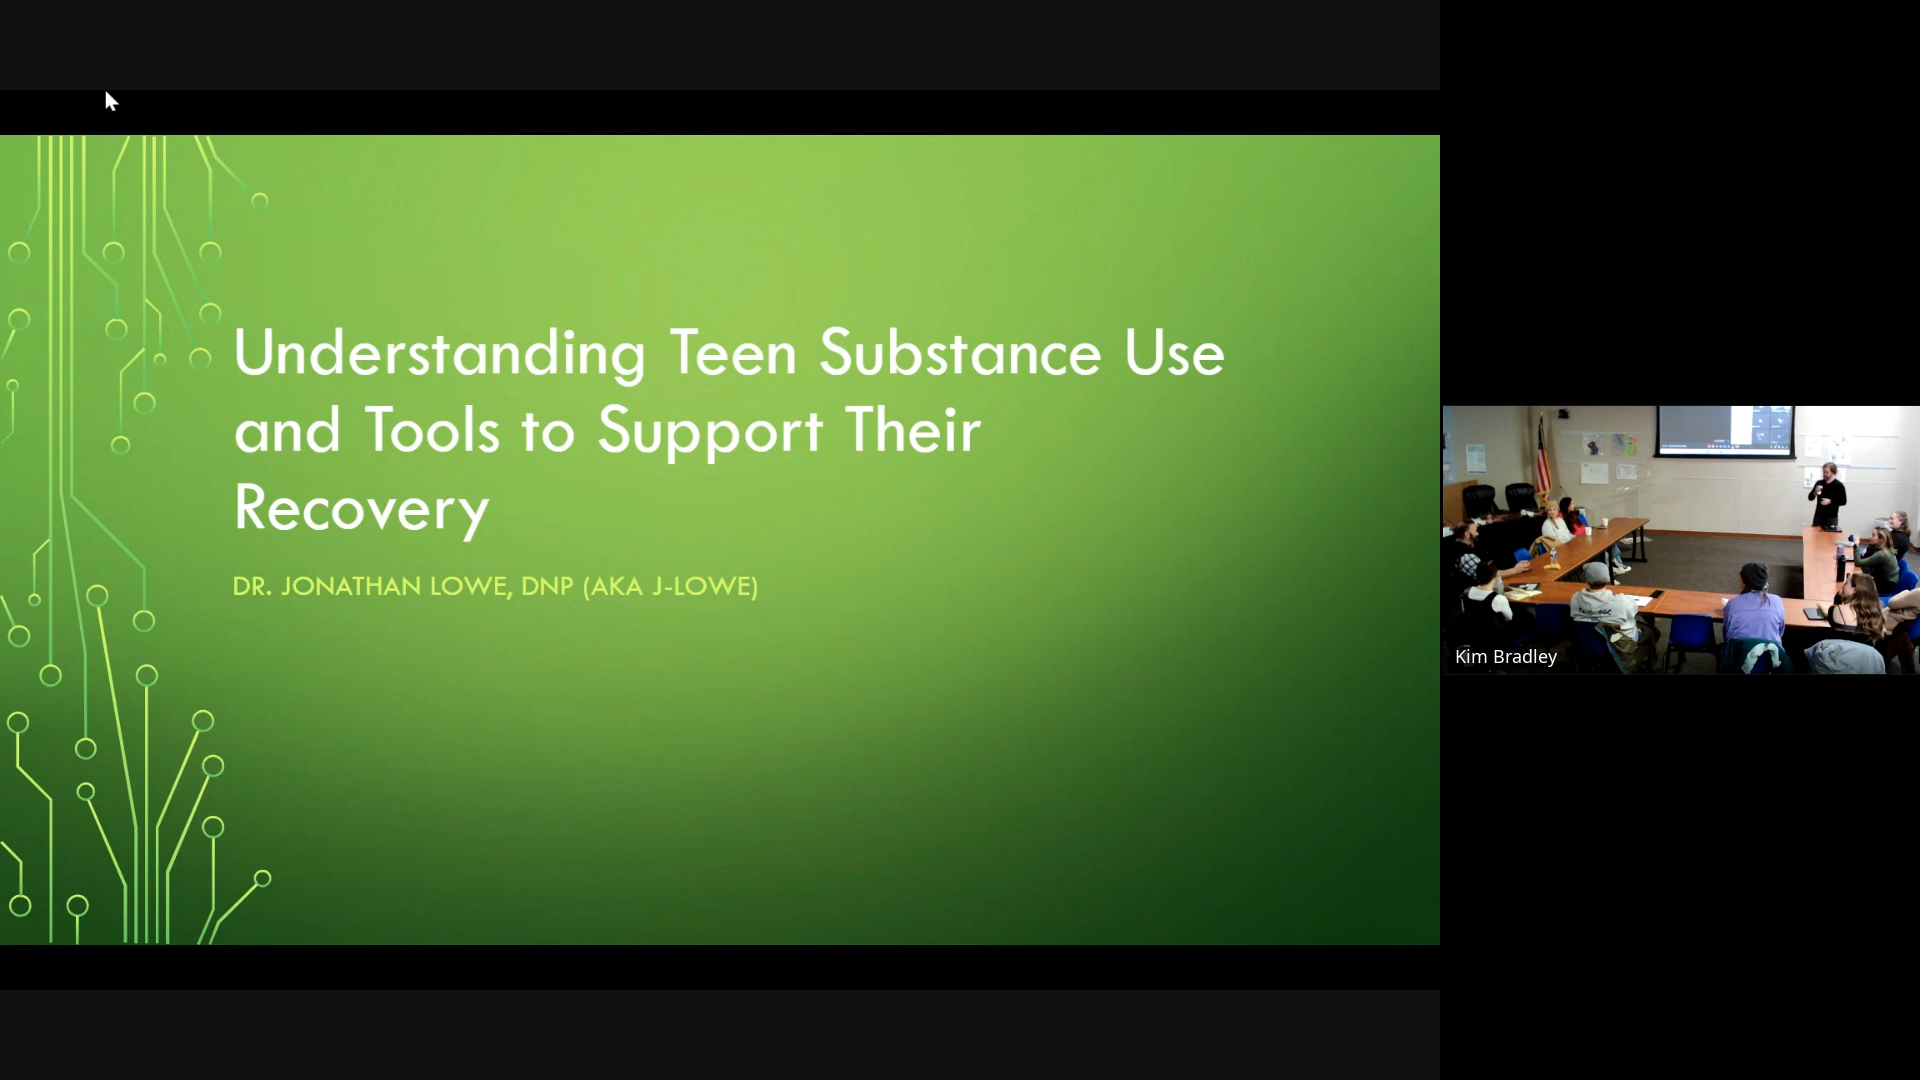 Understanding Teen Substance Use
and Tools to Support Their
Recovery
DR. JONATHAN LOWE, DNP (AKA J-LOWE)
Kim Bradley